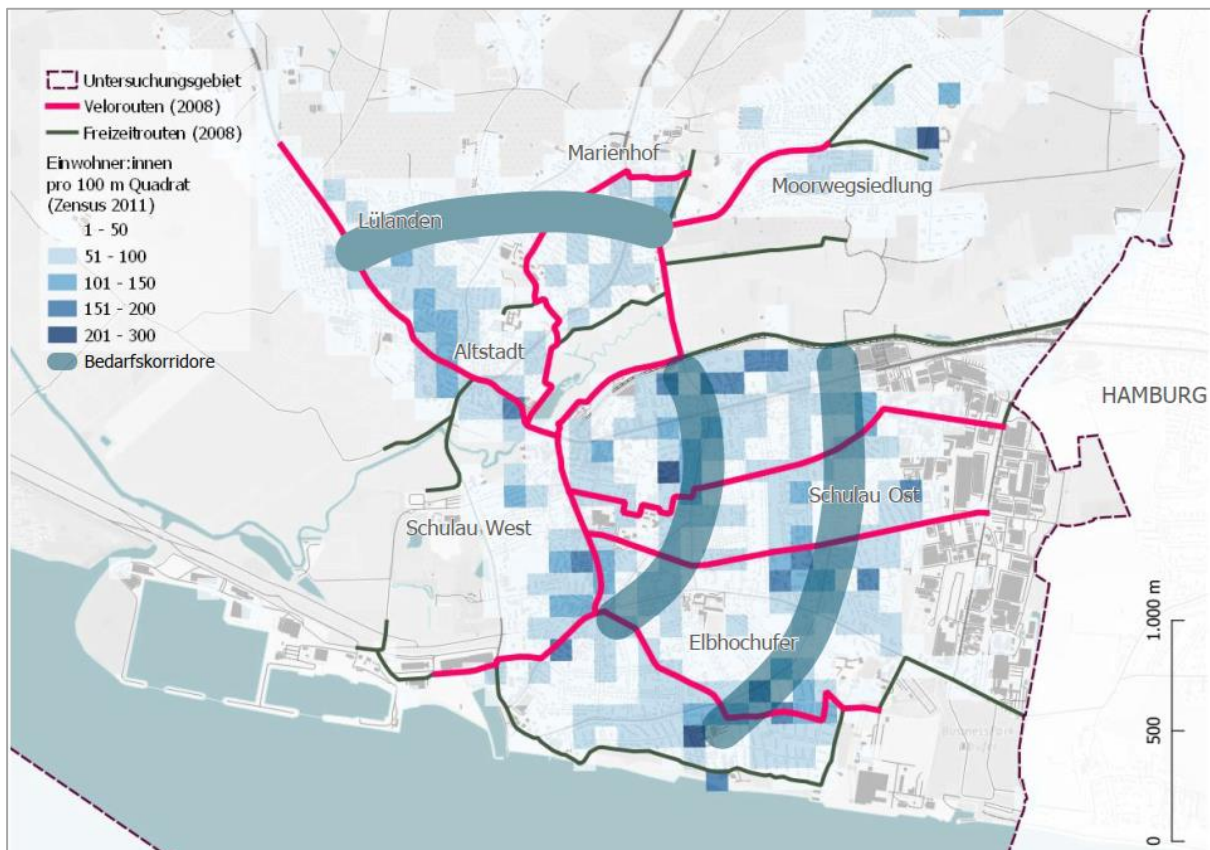 Untersuchungsgebiet
Velorouten (2008)
Freizeitrouten (2008)
Einwohner:innen
pro 100 m Quadrat
(Zensus 2011)
1 - 50
51 - 100
101 - 150
151 - 200
201 - 300
Bedarfskorridore
Marienhof
Moorwegsiedlung
Lülanden
Altstadt
HAMBURG
Schulau Ost
Schulau West
Elbhochufer
1.000 m
500
0